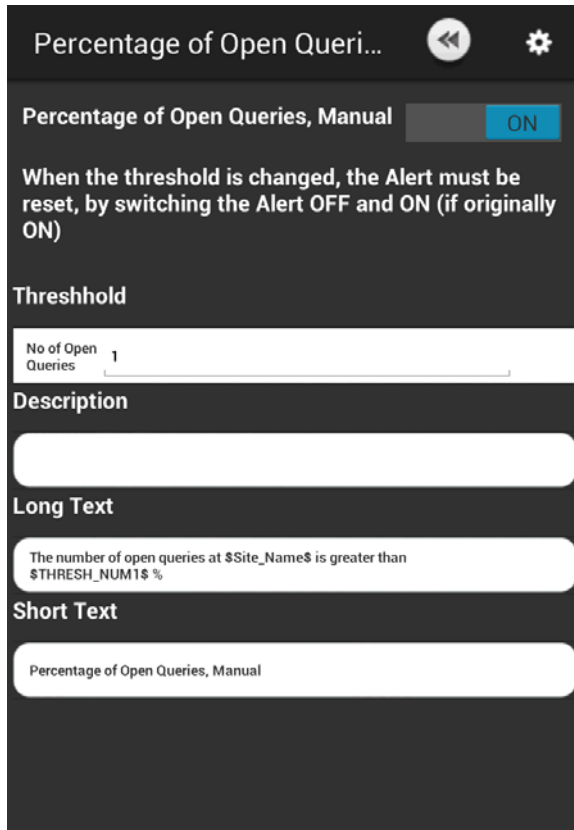 Percentage of Open Queri...
Percentage of Open Queries, Manual
ON
When the threshold is changed, the Alert must be
reset, by switching the Alert OFF and ON (if originally
ON)
Threshhold
No of Open
Queries
1
Description
Long Text
The number of open queries at $Site_Name$ is greater than
$THRESH_NUM1$ %
Short Text
Percentage of Open Queries, Manual